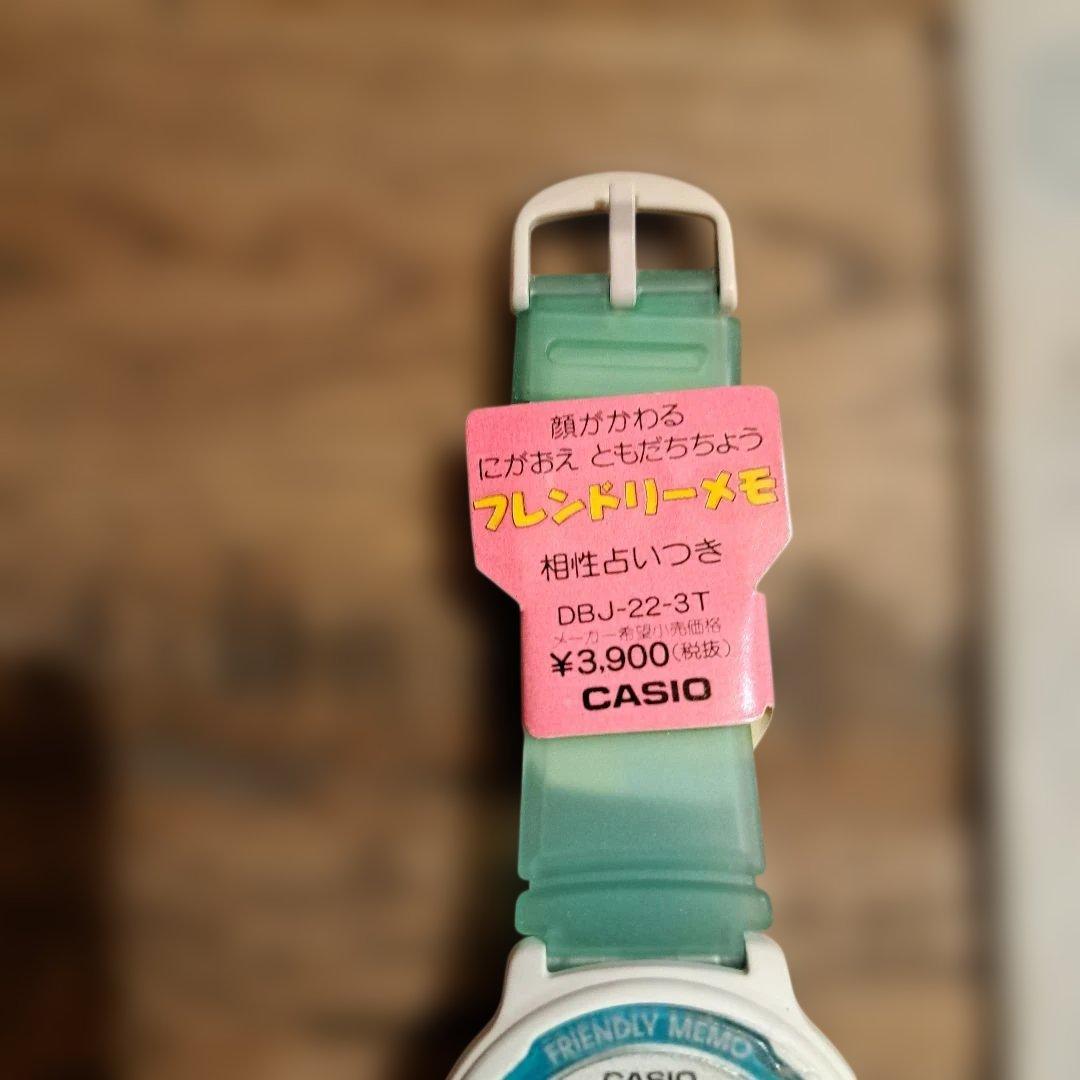 顔がかわる
にがおえ ともだちちょう
フレンドリーメモ
相性占いつき
DBJ-22-3T
メーカー希望小売価格
¥3,900(税抜)
CASIO
FRIENDLY MEMO
CASIO